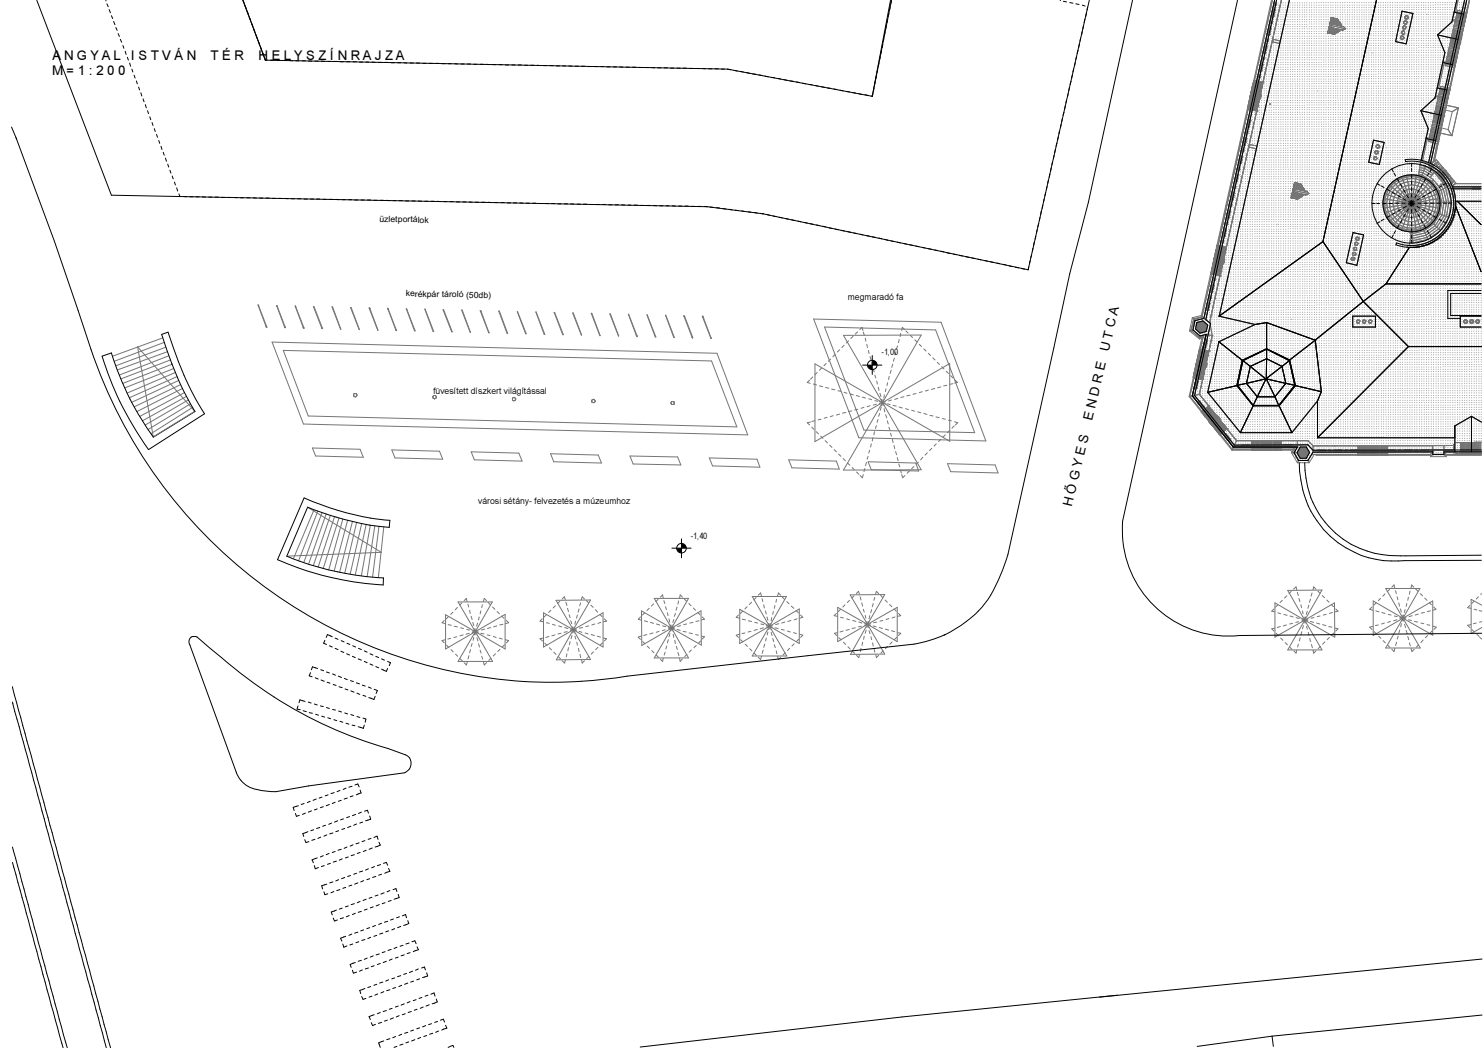 ANGYAL ISTVÁN TÉR HELYSZÍNRAJZA
M=1:200
üzletportálok
kerékpár tároló (50db)
megmaradó fa
-1,00
füvesített díszkert világítással
városi sétány- felvezetés a múzeumhoz
-1,40
HŐGYES ENDRE UTCA